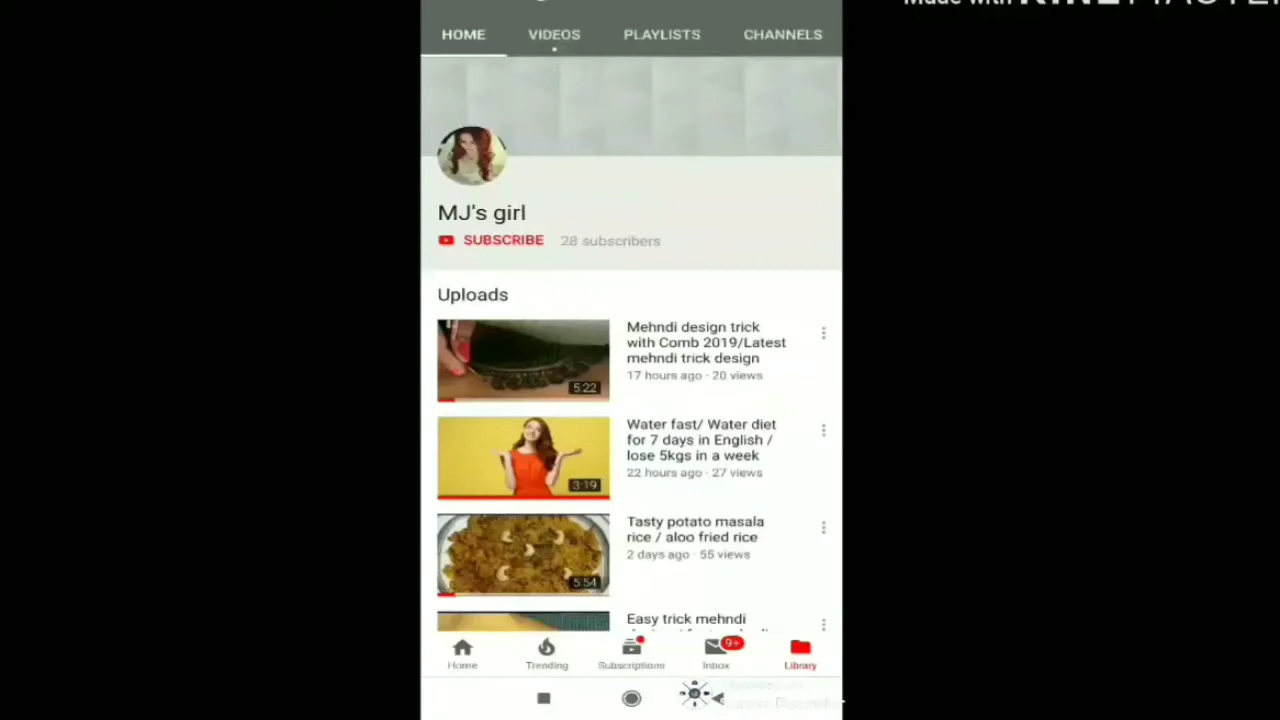 Made with KINEMASTER
HOME VIDEOS PLAYLISTS CHANNELS
MJ's girl
SUBSCRIBE 28 subscribers
Uploads
Mehndi design trick
with Comb 2019/Latest
mehndi trick design
17 hours ago · 20 views
5:22
Water fast/ Water diet
for 7 days in English /
lose 5kgs in a week
22 hours ago · 27 views
3:19
Tasty potato masala
rice / aloo fried rice
2 days ago · 55 views
5:54
Easy trick mehndi
9+
Home Trending Subscriptions Inbox Library